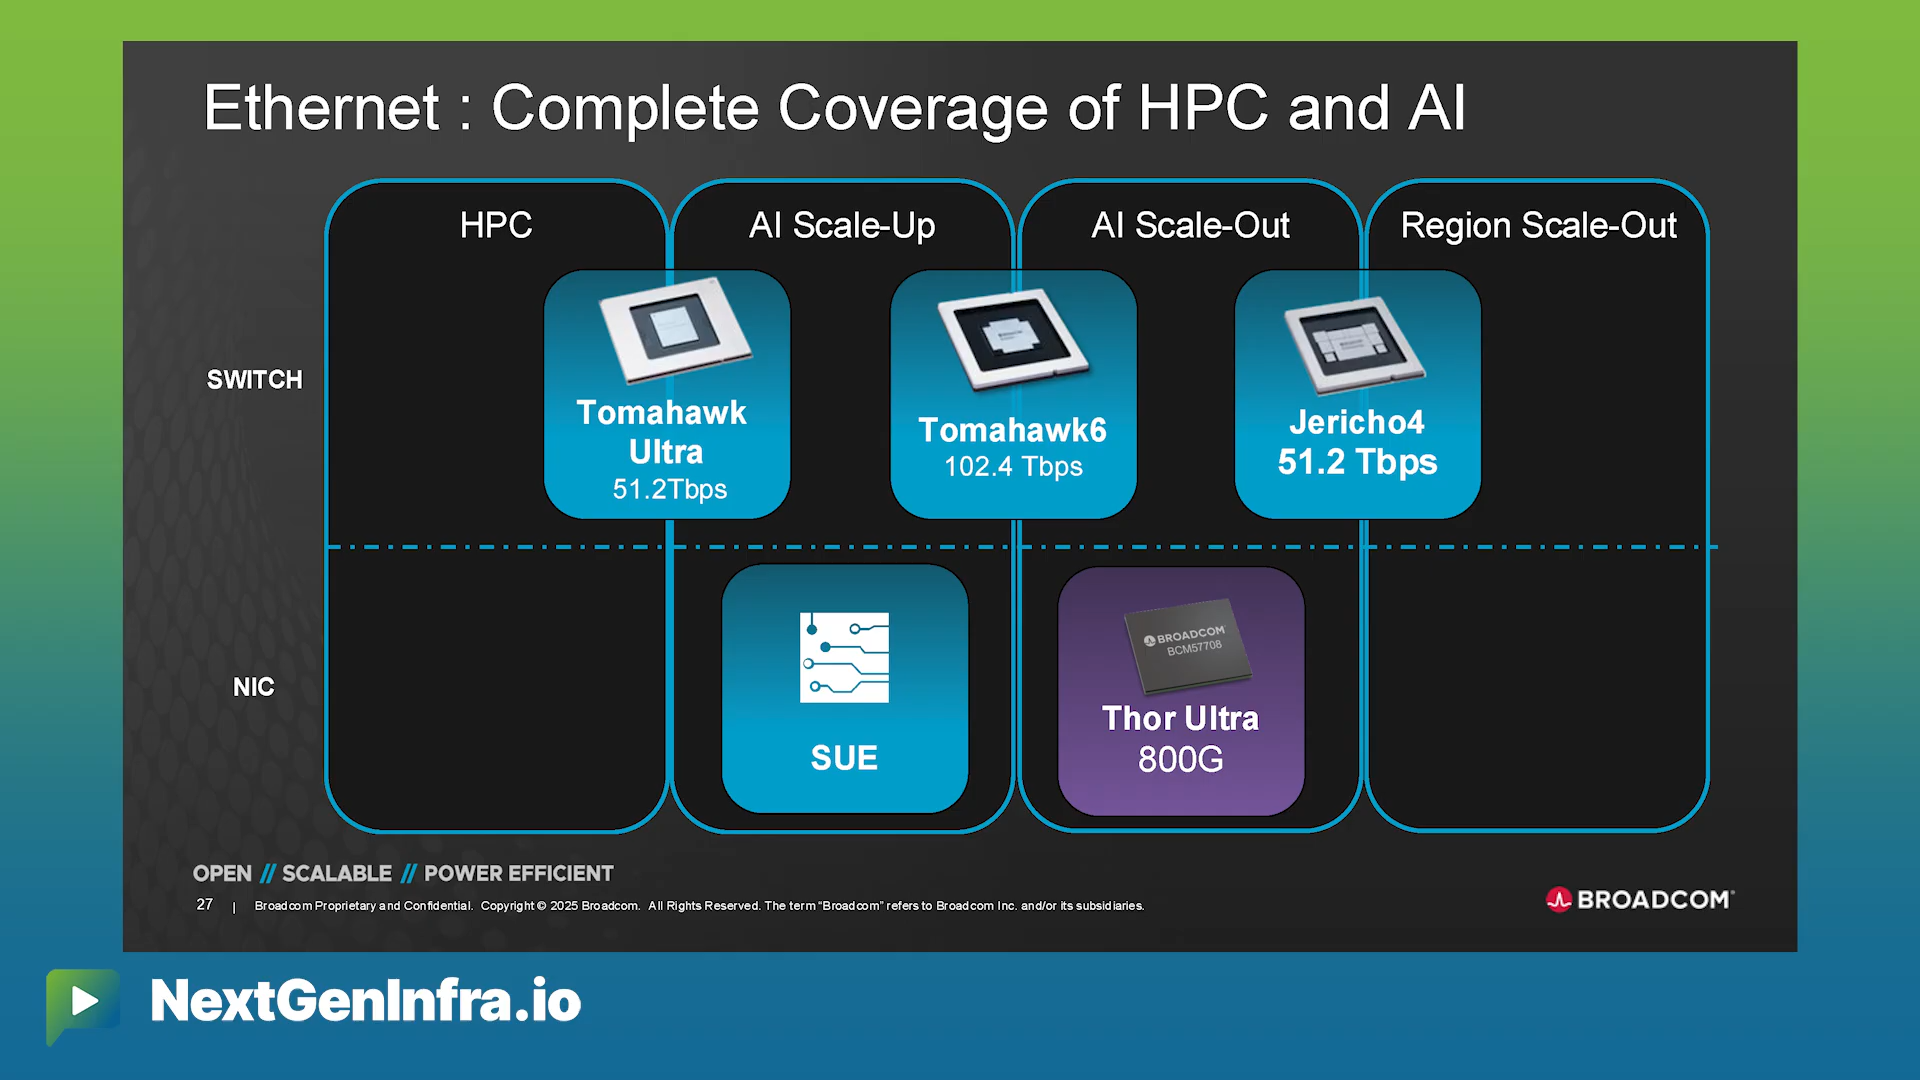 Ethernet : Complete Coverage of HPC and AI
HPC
AI Scale-Up
AI Scale-Out
Region Scale-Out
SWITCH
Tomahawk
Ultra
51.2Tbps
Tomahawk6
102.4 Tbps
Jericho4
51.2 Tbps
NIC
SUE
BROADCOM
BCM57708
Thor Ultra
800G
OPEN // SCALABLE // POWER EFFICIENT
27 | Broadcom Proprietary and Confidential. Copyright © 2025 Broadcom. All Rights Reserved. The term “Broadcom” refers to Broadcom Inc. and/or its subsidiaries.
BROADCOM
NextGenInfra.io